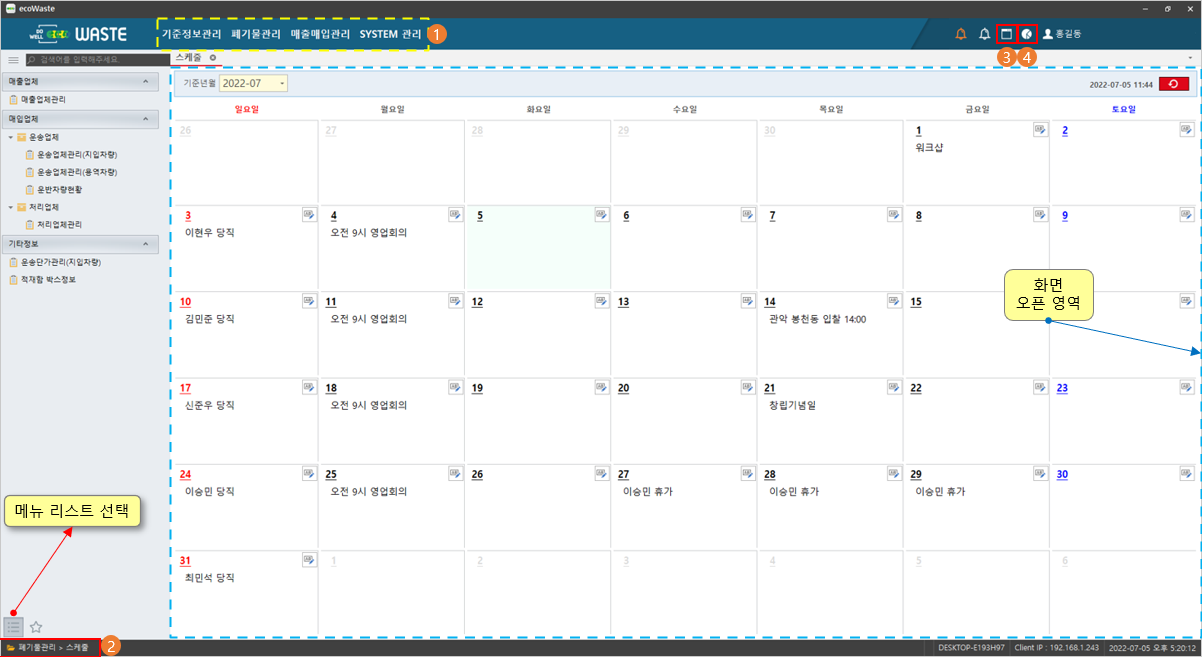 ecoWaste
DO WELL eco WASTE
기준정보관리 폐기물관리 매출매입관리 SYSTEM 관리 1
홍길동
3 4
검색어를 입력해주세요.
스케줄
매출업체
매출업체관리
매입업체
운송업체
운송업체관리(지입차량)
운송업체관리(용역차량)
운반차량현황
처리업체
처리업체관리
기타정보
운송단가관리(지입차량)
적재함 박스정보
메뉴 리스트 선택
기준년월 2022-07
2022-07-05 11:44
일요일 월요일 화요일 수요일 목요일 금요일 토요일
26 27 28 29 30 1 2
워크샵
3 4 5 6 7 8 9
이현우 당직 오전 9시 영업회의
화면
오픈 영역
10 11 12 13 14 15
김민준 당직 오전 9시 영업회의 관악 봉천동 입찰 14:00
17 18 19 20 21 22 23
신준우 당직 오전 9시 영업회의 창립기념일
24 25 26 27 28 29 30
이승민 당직 오전 9시 영업회의 이승민 휴가 이승민 휴가 이승민 휴가
31 1 2 3 4 5 6
최민석 당직
폐기물관리 > 스케줄 2
DESKTOP-E193H97 Client IP : 192.168.1.243 2022-07-05 오후 5:20:12